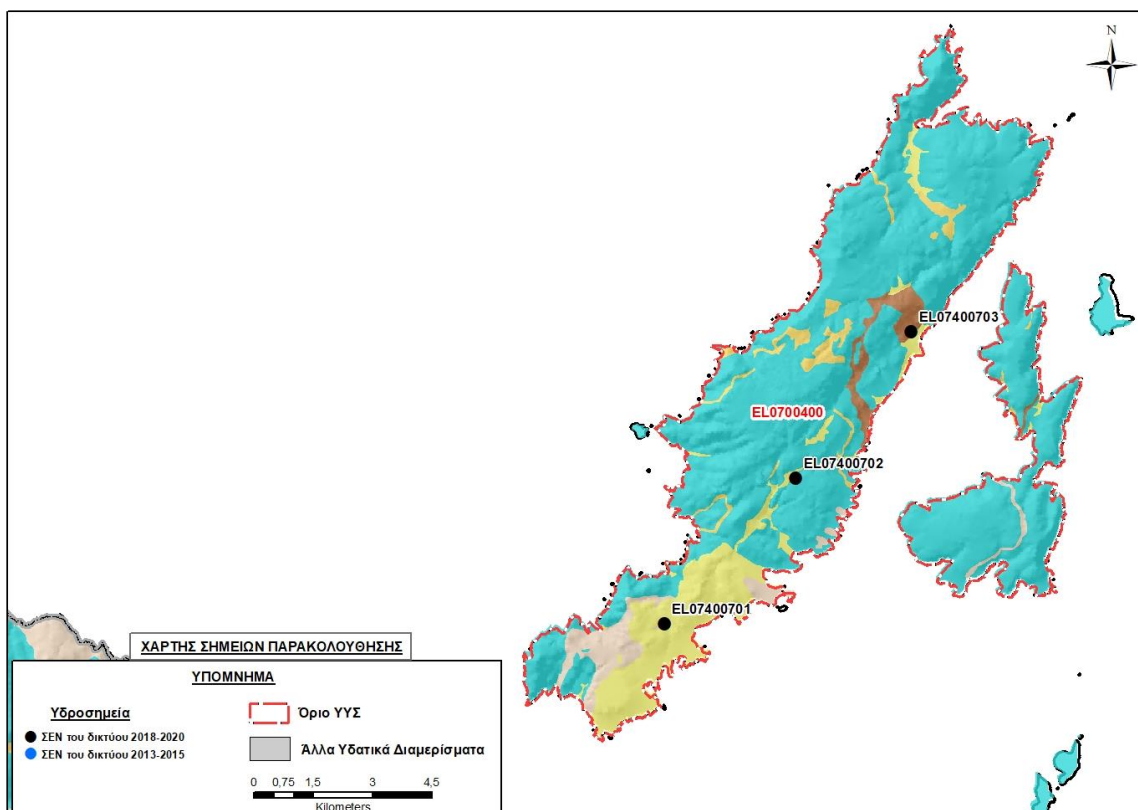 N
EL07400703
EL0700400
EL07400702
EL07400701
ΧΑΡΤΗΣ ΣΗΜΕΙΩΝ ΠΑΡΑΚΟΛΟΥΘΗΣΗΣ
ΥΠΟΜΝΗΜΑ
Υδροσημεία
ΣΕΝ του δικτύου 2018-2020
ΣΕΝ του δικτύου 2013-2015
Όριο ΥΥΣ
Άλλα Υδατικά Διαμερίσματα
0 0,75 1,5 3 4,5
Kilometers